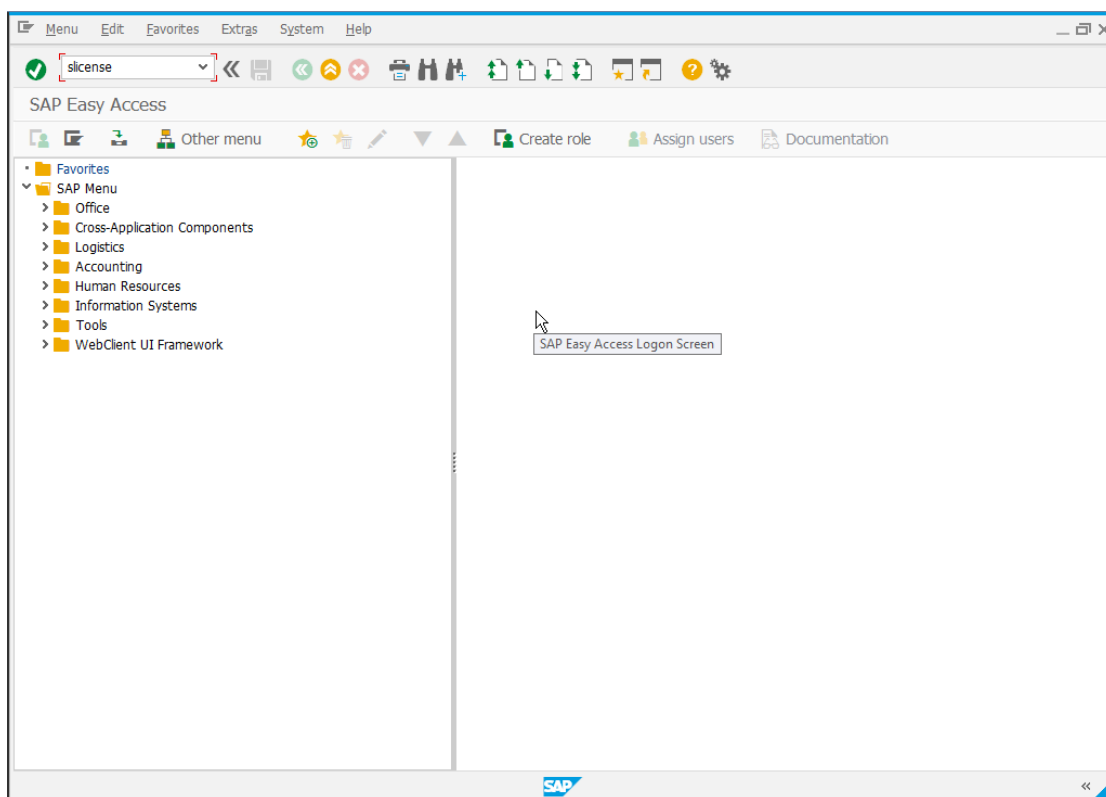 Menu Edit Favorites Extras System Help
slicense
SAP Easy Access
Other menu Create role Assign users Documentation
Favorites
SAP Menu
Office
Cross-Application Components
Logistics
Accounting
Human Resources
Information Systems
Tools
WebClient UI Framework
SAP Easy Access Logon Screen
SAP